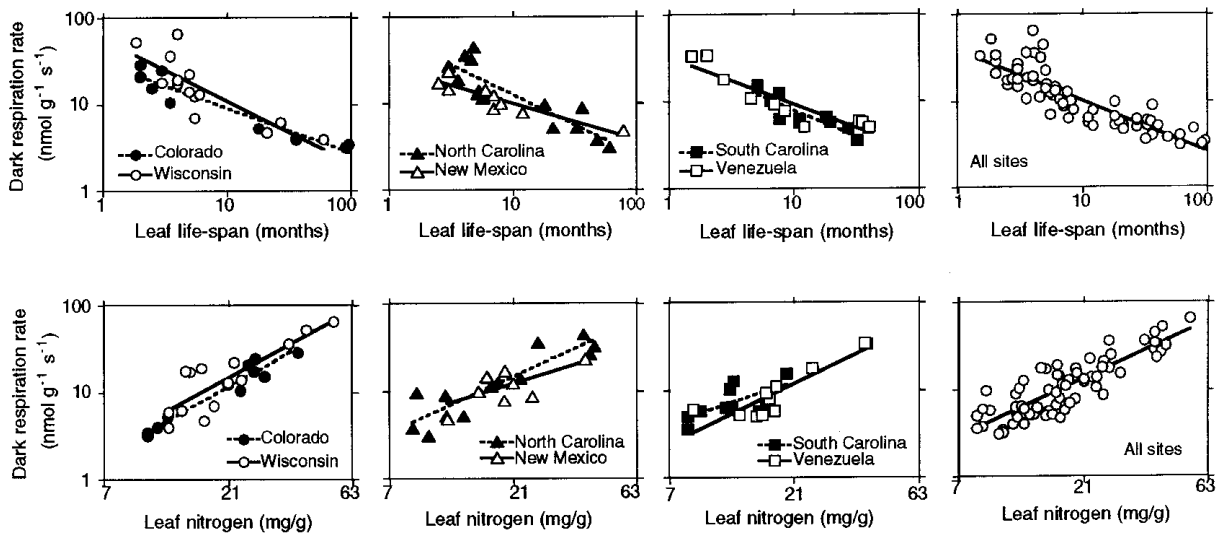 Dark respiration rate
(nmol g⁻¹ s⁻¹)
100
10
1
Colorado
Wisconsin
1
10
100
Leaf life-span (months)
North Carolina
New Mexico
1
10
100
Leaf life-span (months)
South Carolina
Venezuela
1
10
100
Leaf life-span (months)
All sites
1
10
100
Leaf life-span (months)
Dark respiration rate
(nmol g⁻¹ s⁻¹)
100
10
1
Colorado
Wisconsin
7
21
63
Leaf nitrogen (mg/g)
North Carolina
New Mexico
7
21
63
Leaf nitrogen (mg/g)
South Carolina
Venezuela
7
21
63
Leaf nitrogen (mg/g)
All sites
7
21
63
Leaf nitrogen (mg/g)